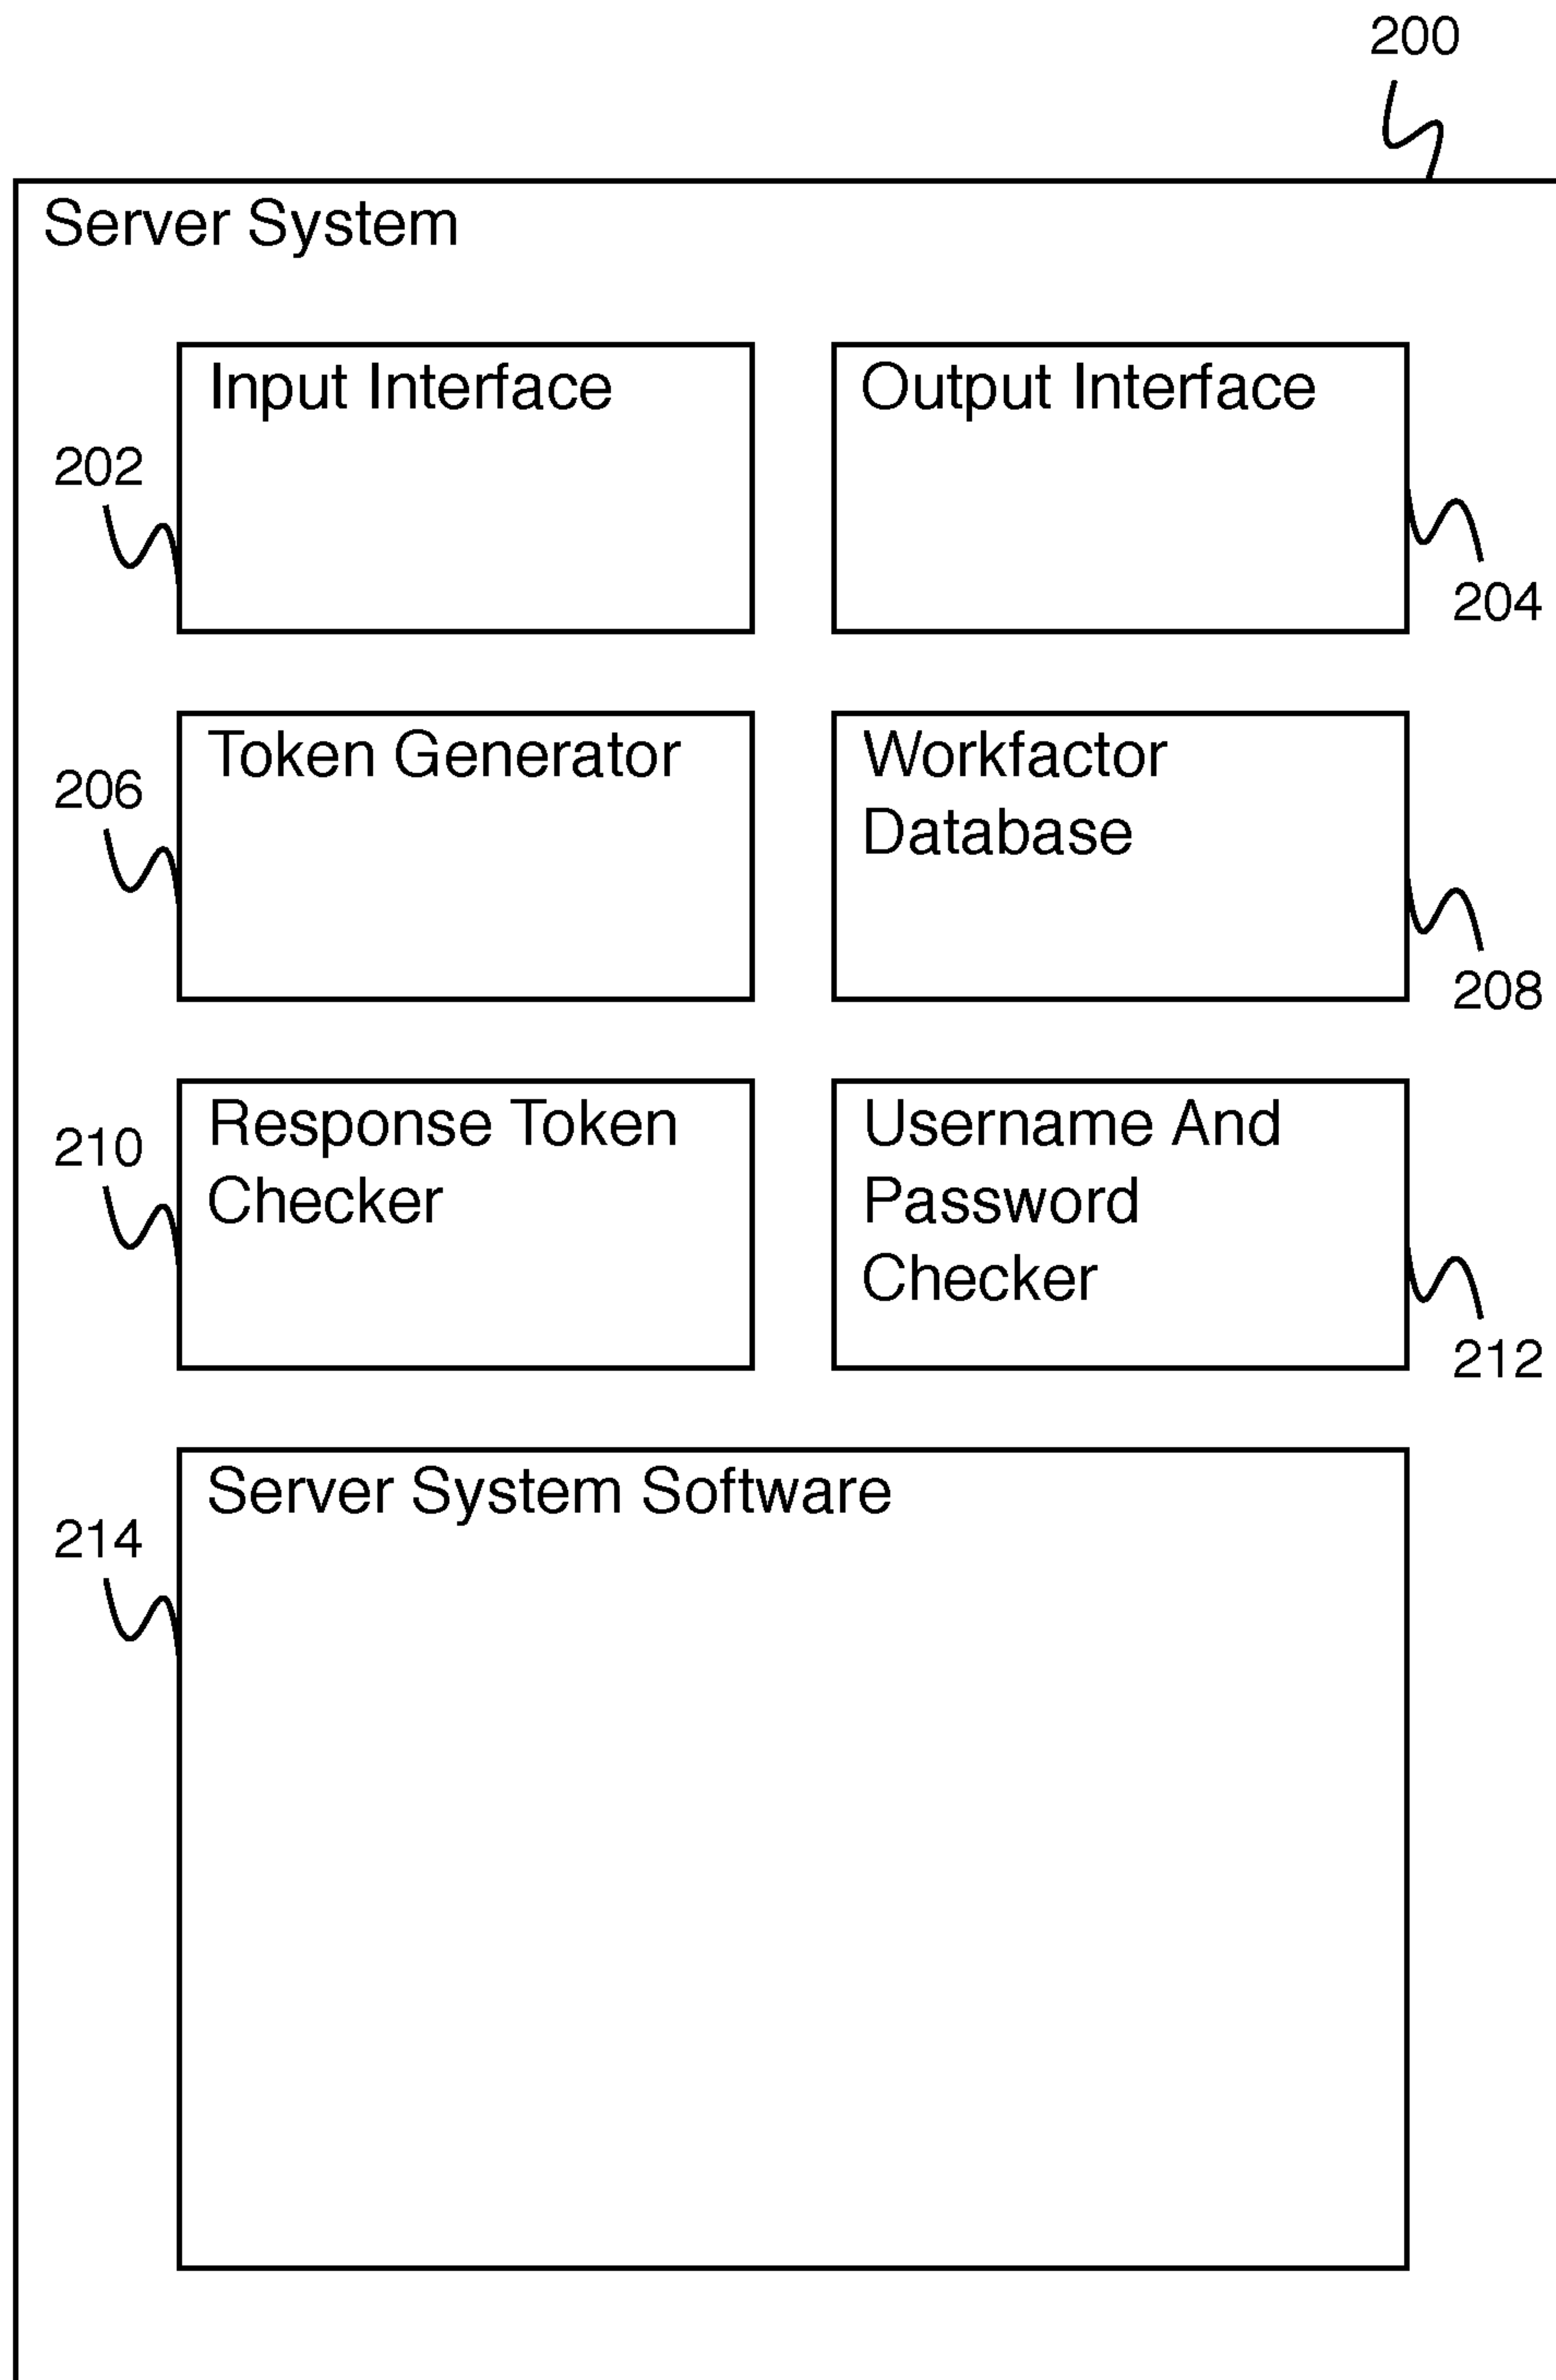 200
Server System
Input Interface
Output Interface
202
204
Token Generator
Workfactor
Database
206
208
Response Token
Checker
Username And
Password
Checker
210
212
Server System Software
214